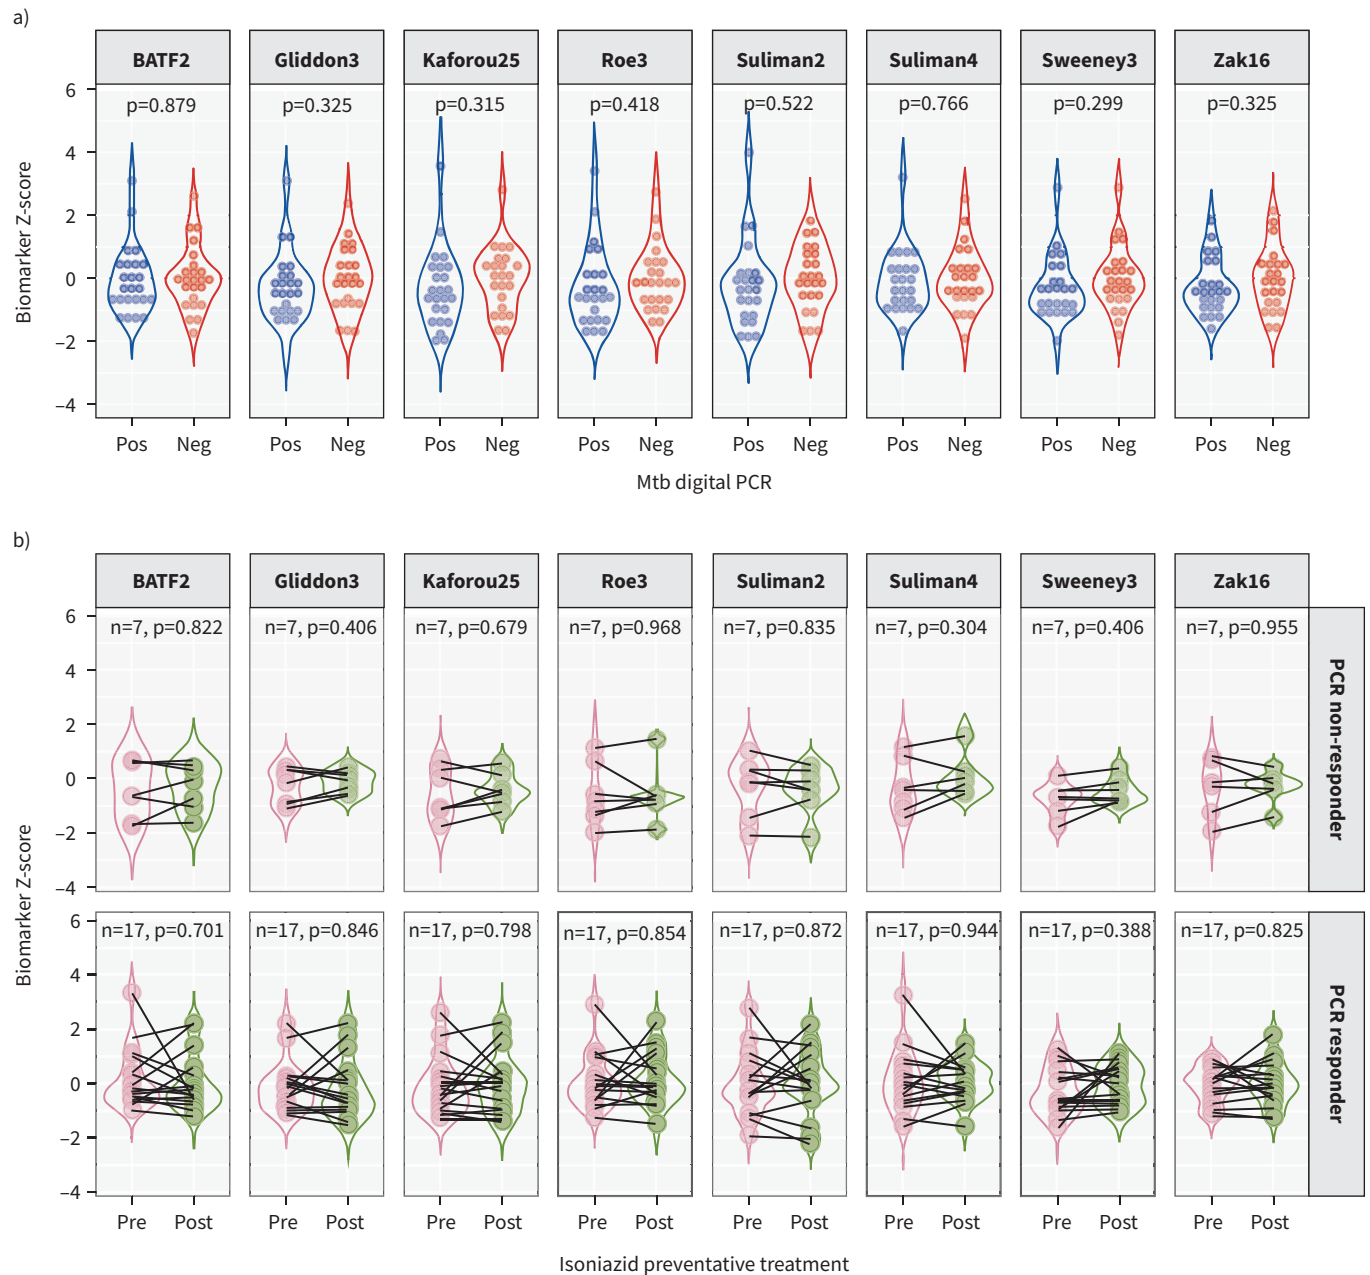 a)
BATF2 Gliddon3 Kaforou25 Roe3 Suliman2 Suliman4 Sweeney3 Zak16
6
p=0.879 p=0.325 p=0.315 p=0.418 p=0.522 p=0.766 p=0.299 p=0.325
4
2
0
–2
–4
Biomarker Z-score
Pos Neg Pos Neg Pos Neg Pos Neg Pos Neg Pos Neg Pos Neg Pos Neg
Mtb digital PCR
b)
BATF2 Gliddon3 Kaforou25 Roe3 Suliman2 Suliman4 Sweeney3 Zak16
6
n=7, p=0.822 n=7, p=0.406 n=7, p=0.679 n=7, p=0.968 n=7, p=0.835 n=7, p=0.304 n=7, p=0.406 n=7, p=0.955
4
2
0
–2
–4
PCR non-responder
Biomarker Z-score
6
n=17, p=0.701 n=17, p=0.846 n=17, p=0.798 n=17, p=0.854 n=17, p=0.872 n=17, p=0.944 n=17, p=0.388 n=17, p=0.825
4
2
0
–2
–4
PCR responder
Pre Post Pre Post Pre Post Pre Post Pre Post Pre Post Pre Post Pre Post
Isoniazid preventative treatment